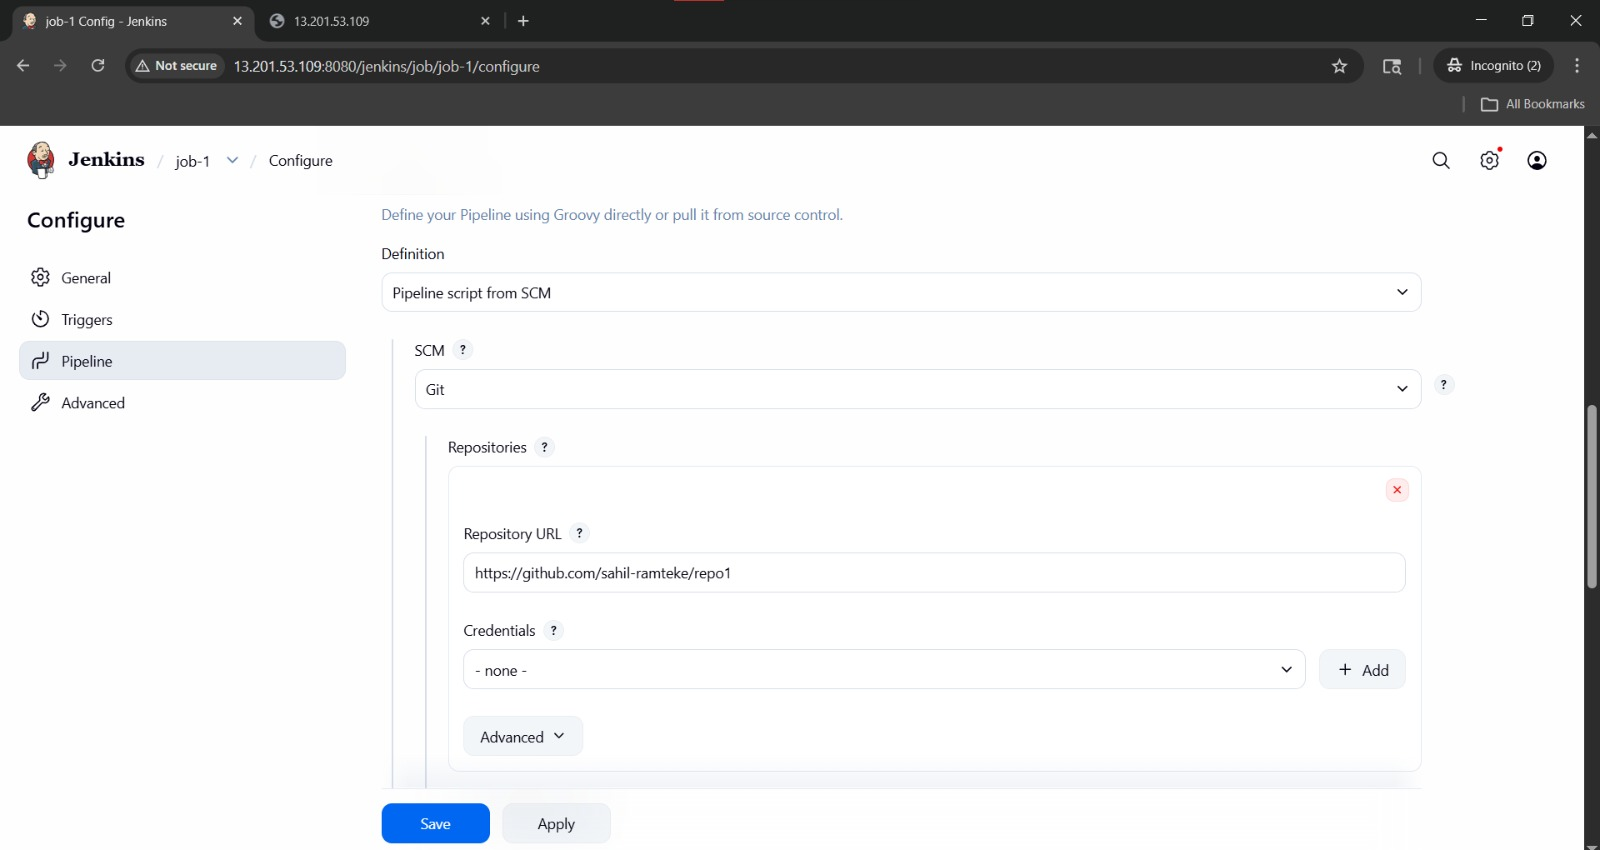 job-1 Config - Jenkins
13.201.53.109
Not secure
13.201.53.109:8080/jenkins/job/job-1/configure
Incognito (2)
All Bookmarks
Jenkins / job-1 / Configure
Configure
General
Triggers
Pipeline
Advanced
Define your Pipeline using Groovy directly or pull it from source control.
Definition
Pipeline script from SCM
SCM ?
Git
?
Repositories ?
Repository URL ?
https://github.com/sahil-ramteke/repo1
Credentials ?
- none -
+ Add
Advanced
Save
Apply